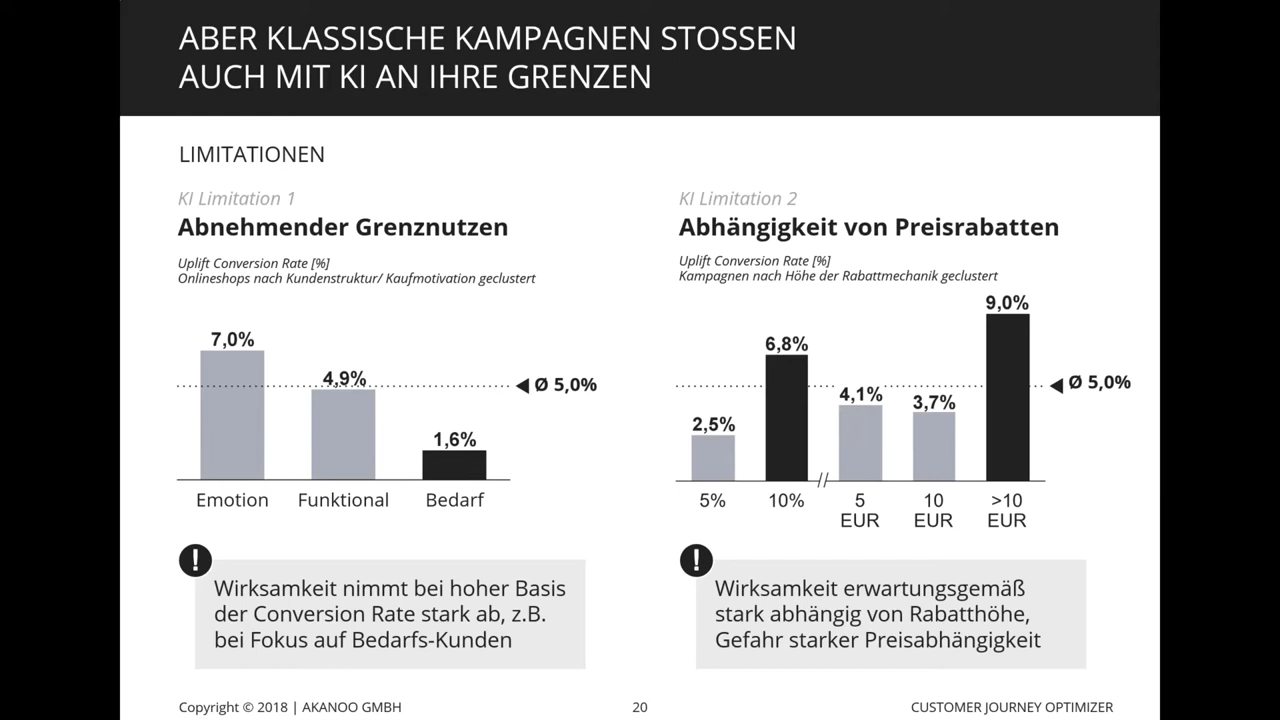 ABER KLASSISCHE KAMPAGNEN STOSSEN
AUCH MIT KI AN IHRE GRENZEN
LIMITATIONEN
KI Limitation 1
Abnehmender Grenznutzen
Uplift Conversion Rate [%]
Onlineshops nach Kundenstruktur/ Kaufmotivation geclustert
7,0%
4,9%
1,6%
Ø 5,0%
Emotion Funktional Bedarf
!
Wirksamkeit nimmt bei hoher Basis
der Conversion Rate stark ab, z.B.
bei Fokus auf Bedarfs-Kunden
KI Limitation 2
Abhängigkeit von Preisrabatten
Uplift Conversion Rate [%]
Kampagnen nach Höhe der Rabattmechanik geclustert
2,5%
6,8%
4,1%
3,7%
9,0%
Ø 5,0%
5% 10% // 5 10 >10
EUR EUR EUR
!
Wirksamkeit erwartungsgemäß
stark abhängig von Rabatthöhe,
Gefahr starker Preisabhängigkeit
Copyright © 2018 | AKANOO GMBH
20
CUSTOMER JOURNEY OPTIMIZER